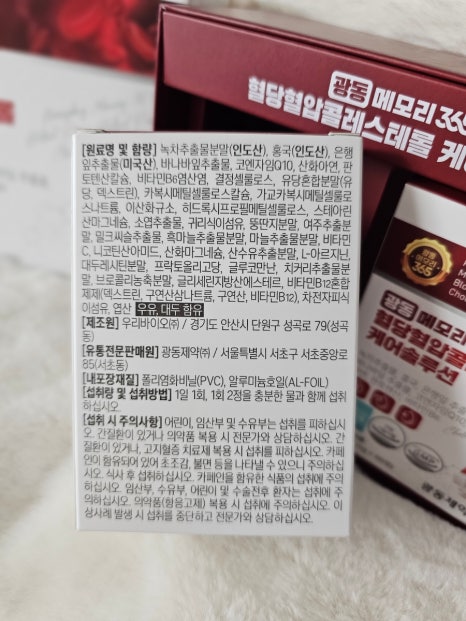 광동 메모리 365
혈당혈압콜레스테롤 케어
[원료명 및 함량] 녹차추출물분말(인도산), 홍국(인도산), 은행
잎추출물(미국산), 바나바잎추출물, 코엔자임Q10, 산화아연, 판
토텐산칼슘, 비타민B6염산염, 결정셀룰로스, 유당혼합분말(유
당, 덱스트린), 카복시메틸셀룰로스칼슘, 가교카복시메틸셀룰로
스나트륨, 이산화규소, 히드록시프로필메틸셀룰로스, 스테아린
산마그네슘, 소엽추출물, 귀리식이섬유, 뚱딴지분말, 여주추출분
말, 밀크씨슬추출물, 흑마늘추출물분말, 마늘추출물분말, 비타민
C, 니코틴산아미드, 산화마그네슘, 산수유추출분말, L-아르지닌,
대두레시틴분말, 프락토올리고당, 글루코만난, 치커리추출물분
말, 브로콜리농축분말, 글리세린지방산에스테르, 비타민B12혼합
제제(덱스트린, 구연산삼나트륨, 구연산, 비타민B12), 차전자피식
이섬유, 엽산 우유, 대두 함유
[제조원] 우리바이오㈜ / 경기도 안산시 단원구 성곡로 79(성곡
동)
[유통전문판매원] 광동제약㈜ / 서울특별시 서초구 서초중앙로
85(서초동)
[내포장재질] 폴리염화비닐(PVC), 알루미늄호일(AL-FOIL)
[섭취량 및 섭취방법] 1일 1회, 1회 2정을 충분한 물과 함께 섭취
하십시오.
[섭취 시 주의사항] 어린이, 임산부 및 수유부는 섭취를 피하십시
오. 간질환이 있거나 의약품 복용 시 전문가와 상담하십시오. 간
질환이 있거나, 고지혈증 치료제 복용 시 섭취를 피하십시오. 카페
인이 함유되어 있어 초조감, 불면 등을 나타낼 수 있으니 주의하십
시오. 식사 후 섭취하십시오. 카페인을 함유한 식품의 섭취에 주의
하십시오. 임산부, 수유부, 어린이 및 수술전후 환자는 섭취에 주
의하십시오. 의약품(항응고제) 복용 시 섭취에 주의하십시오. 이
상사례 발생 시 섭취를 중단하고 전문가와 상담하십시오.
365
광동 메모리
혈당혈압콜
케어솔루션
광동제약